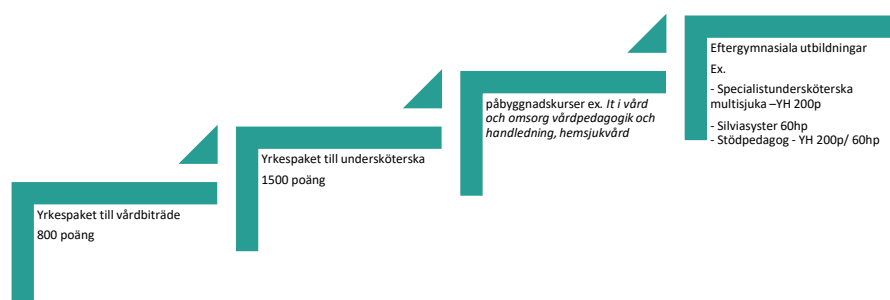 Yrkespaket till vårdbiträde
800 poäng
Yrkespaket till undersköterska
1500 poäng
påbyggnadskurser ex. It i vård
och omsorg vårdpedagogik och
handledning, hemsjukvård
Eftergymnasiala utbildningar
Ex.
- Specialistundersköterska
multisjuka –YH 200p
- Silviasyster 60hp
- Stödpedagog - YH 200p/ 60hp